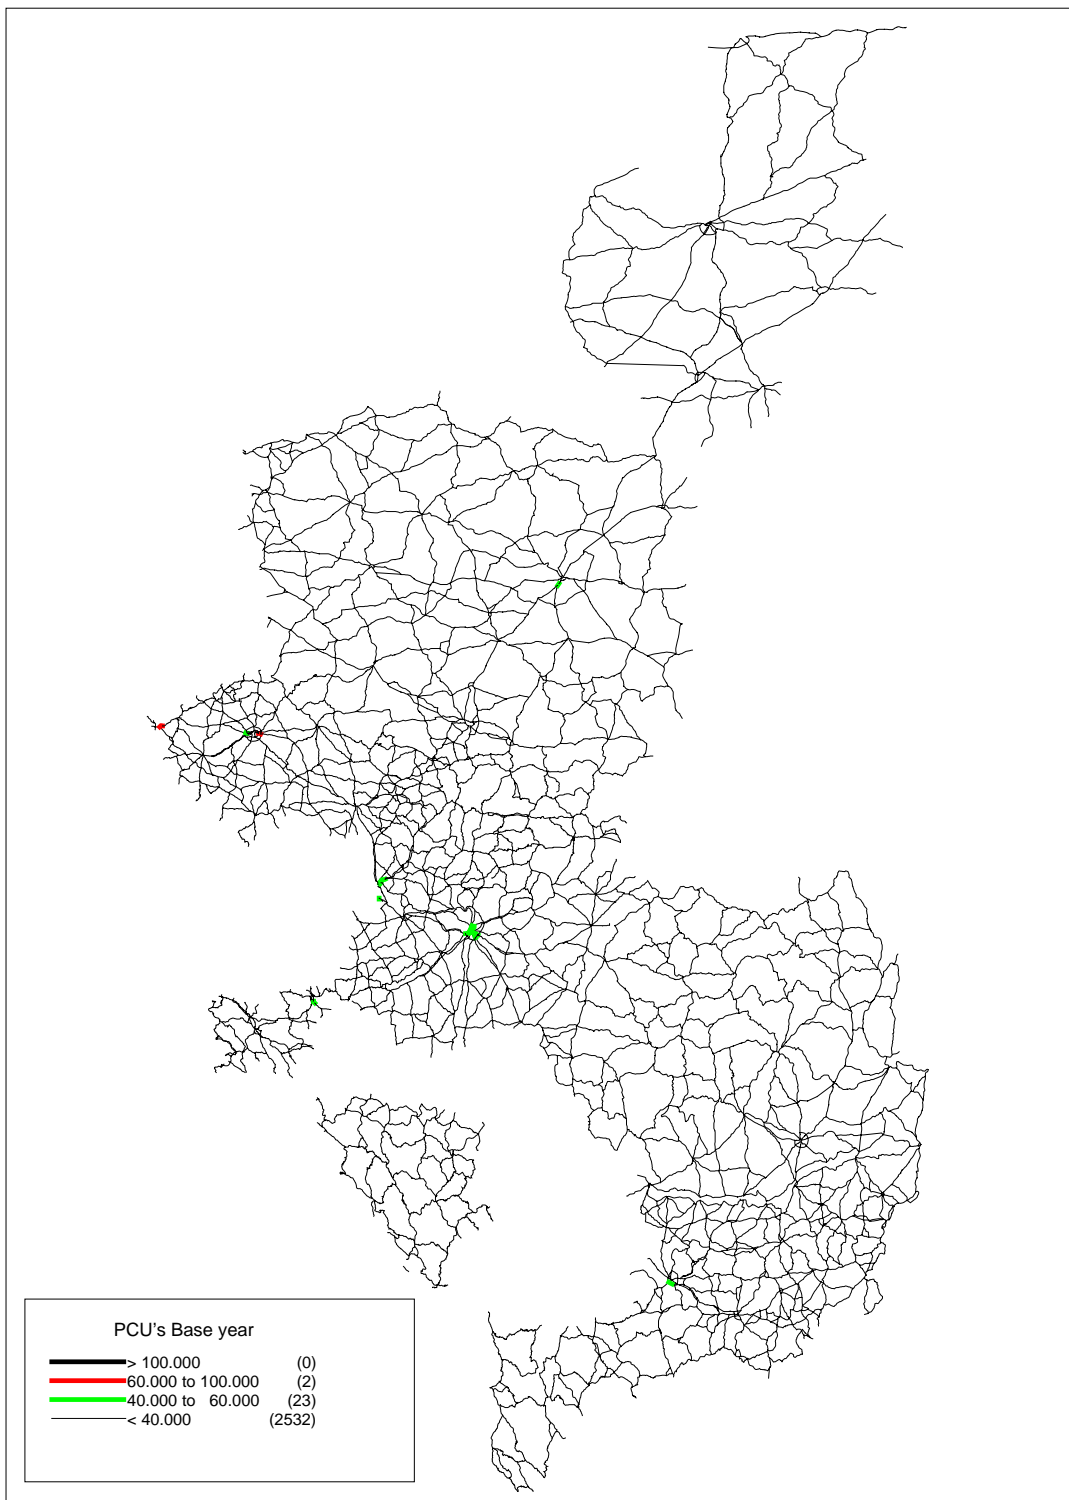 PCU's Base year
> 100.000 (0)
60.000 to 100.000 (2)
40.000 to 60.000 (23)
< 40.000 (2532)